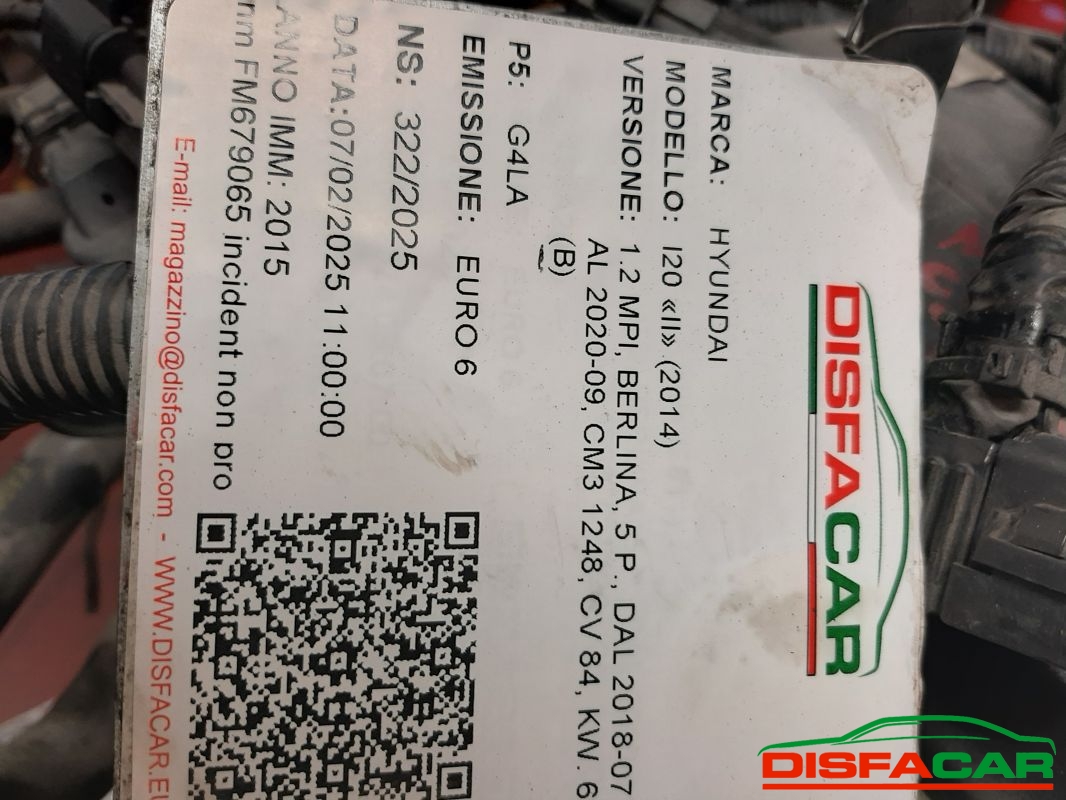 DISFACAR
MARCA: HYUNDAI
MODELLO: I20 «II» (2014)
VERSIONE: 1.2 MPI, BERLINA, 5 P., DAL 2018-07
AL 2020-09, CM3 1248, CV 84, KW. 6
(B)
P5: G4LA
EMISSIONE: EURO 6
NS: 322/2025
DATA:07/02/2025 11:00:00
ANNO IMM: 2015
nm FM679065 incident non pro
E-mail: magazzino@disfacar.com - WWW.DISFACAR.EU
DISFACAR